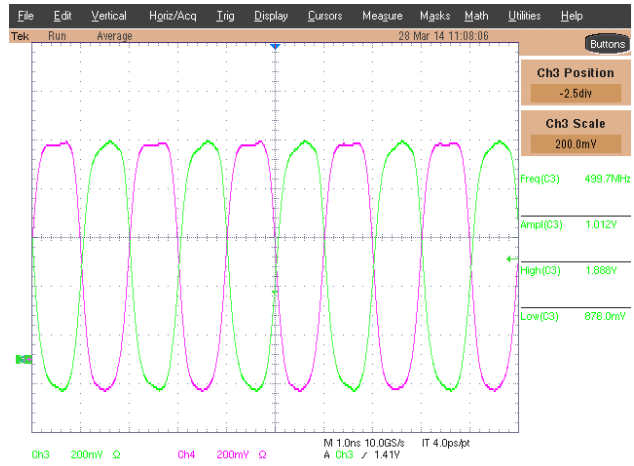 File Edit Vertical Horiz/Acq Trig Display Cursors Measure Masks Math Utilities Help
Tek Run Average 28 Mar 14 11:08:06
Buttons
Ch3 Position
-2.5div
Ch3 Scale
200.0mV
Freq(C3) 499.7MHz
Ampl(C3) 1.012V
High(C3) 1.888V
Low(C3) 876.0mV
M 1.0ns 10.0GS/s IT 4.0ps/pt
Ch3 200mV Ω Ch4 200mV Ω A Ch3 ⁄ 1.41V